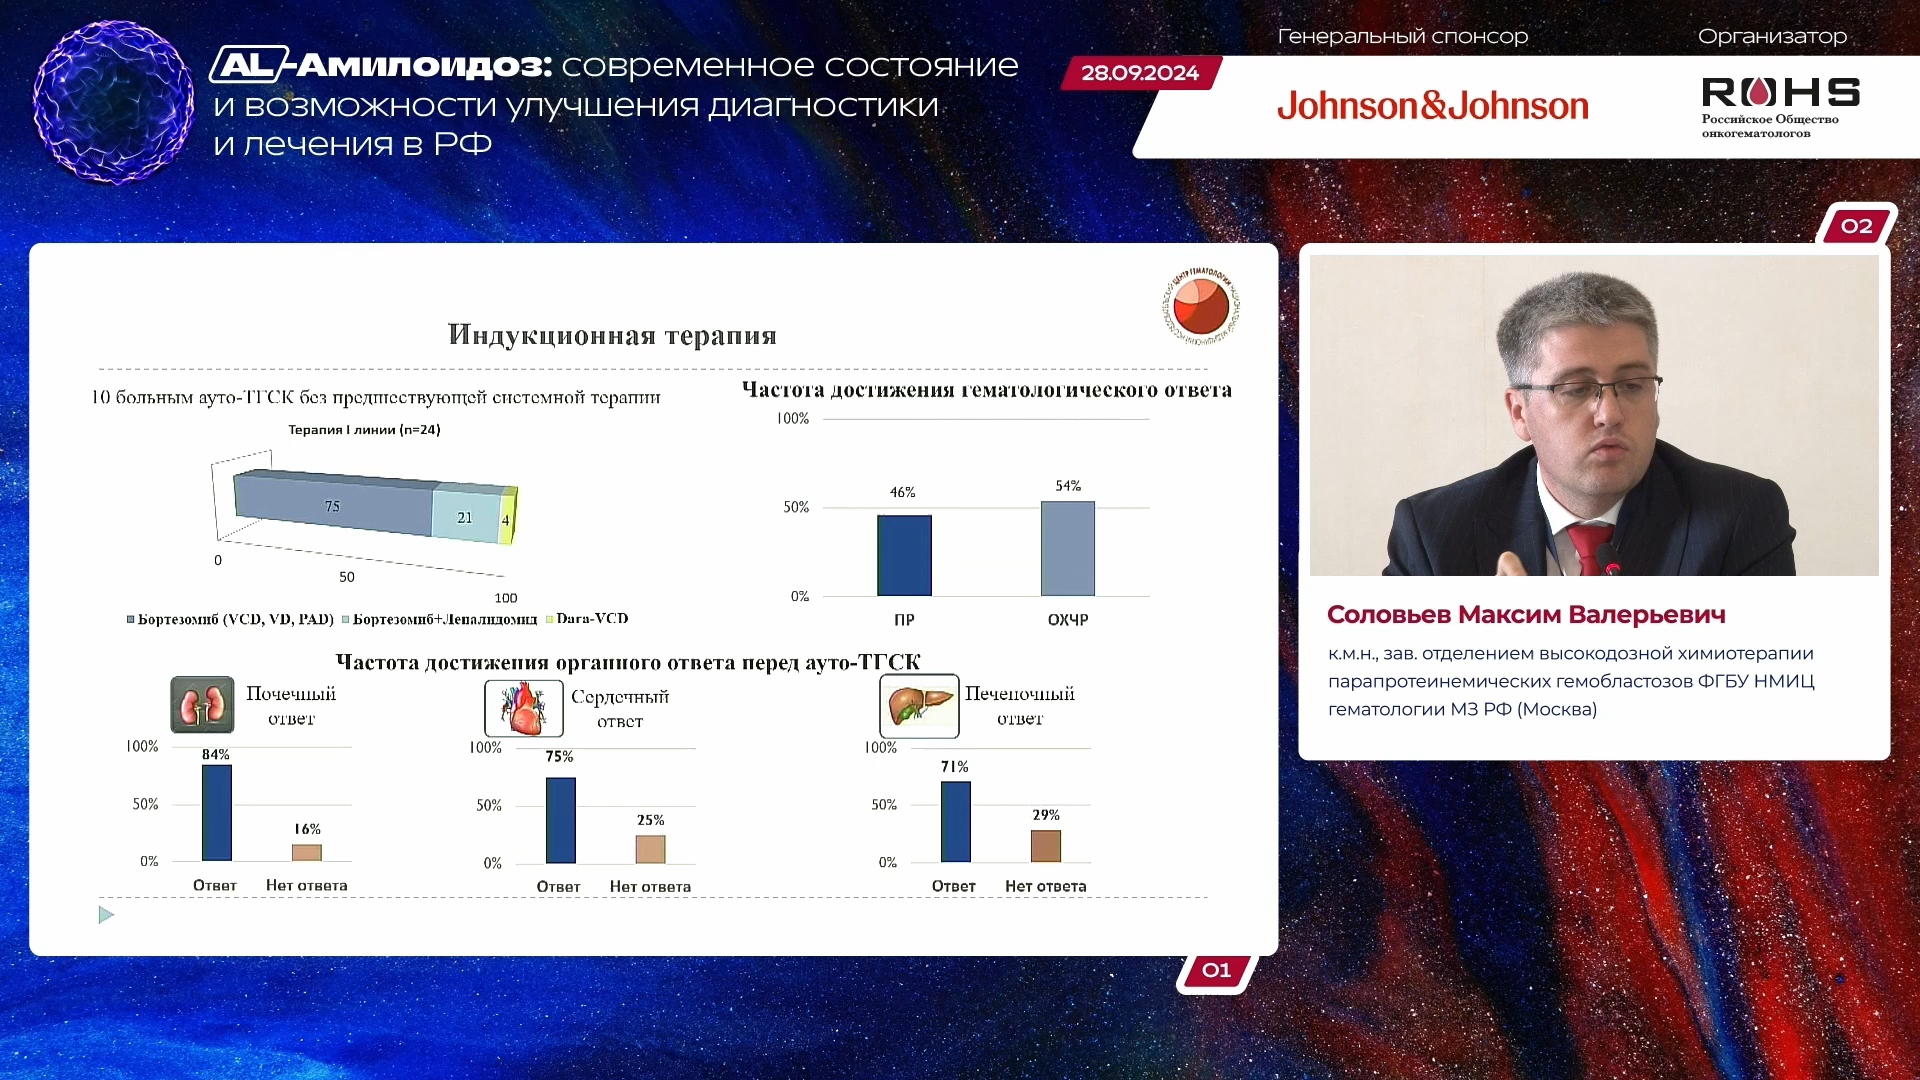 AL-Амилоидоз: современное состояние
и возможности улучшения диагностики
и лечения в РФ
28.09.2024
Генеральный спонсор
Johnson&Johnson
Организатор
ROHS
Российское Общество
онкогематологов
Индукционная терапия
10 больным ауто-ТГСК без предшествующей системной терапии
Терапия I линии (n=24)
75
21
4
0
50
100
Бортезомиб (VCD, VD, PAD)
Бортезомиб+Леналидомид
Dara-VCD
Частота достижения гематологического ответа
100%
50%
0%
46%
54%
ПР
ОХЧР
Частота достижения органного ответа перед ауто-ТГСК
Почечный
ответ
100%
84%
50%
16%
0%
Ответ
Нет ответа
Сердечный
ответ
100%
75%
50%
25%
0%
Ответ
Нет ответа
Печеночный
ответ
100%
71%
50%
29%
0%
Ответ
Нет ответа
01
02
Соловьев Максим Валерьевич
к.м.н., зав. отделением высокодозной химиотерапии
парапротеинемических гемобластозов ФГБУ НМИЦ
гематологии МЗ РФ (Москва)